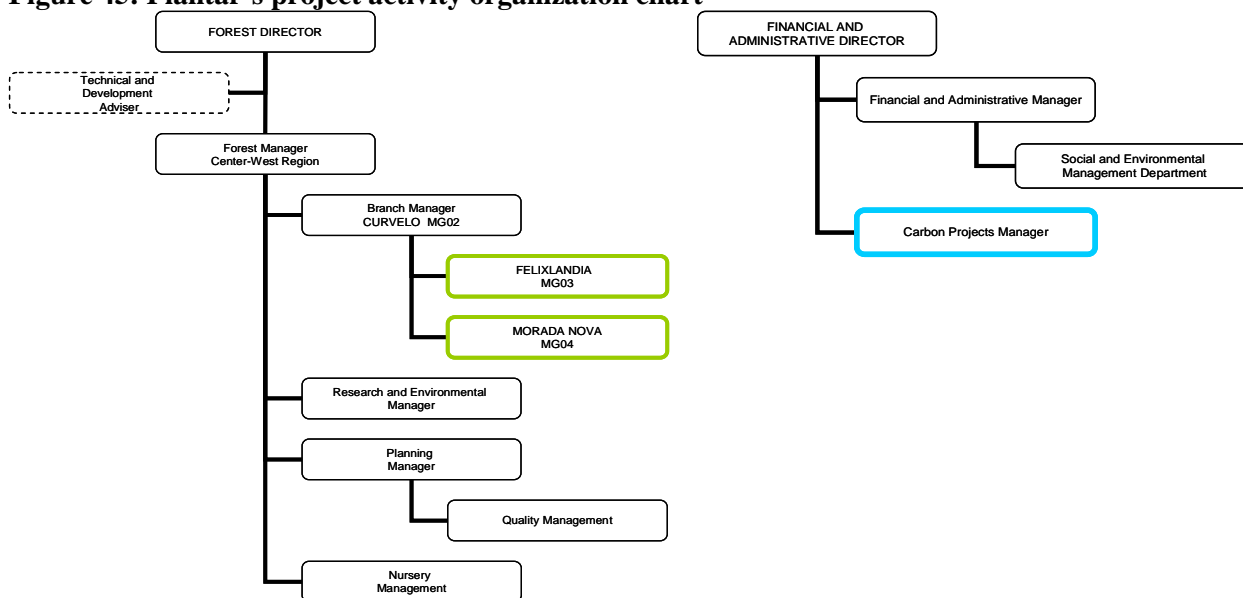 Figure 45: Plantar's project activity organization chart
FOREST DIRECTOR
Technical and
Development
Adviser
Forest Manager
Center-West Region
Branch Manager
CURVELO MG02
FELIXLANDIA
MG03
MORADA NOVA
MG04
Research and Environmental
Manager
Planning
Manager
Quality Management
Nursery
Management
FINANCIAL AND
ADMINISTRATIVE DIRECTOR
Financial and Administrative Manager
Social and Environmental
Management Department
Carbon Projects Manager